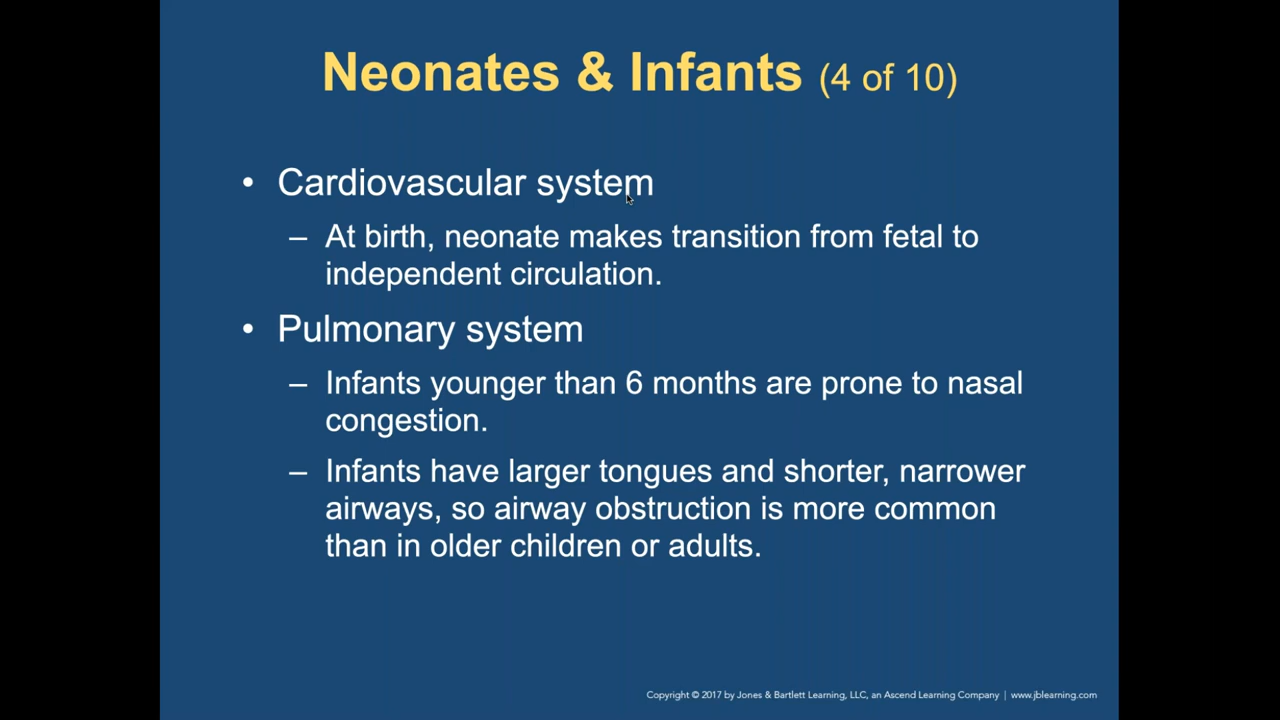 Neonates & Infants (4 of 10)
• Cardiovascular system
– At birth, neonate makes transition from fetal to
independent circulation.
• Pulmonary system
– Infants younger than 6 months are prone to nasal
congestion.
– Infants have larger tongues and shorter, narrower
airways, so airway obstruction is more common
than in older children or adults.
Copyright © 2017 by Jones & Bartlett Learning, LLC, an Ascend Learning Company | www.jblearning.com